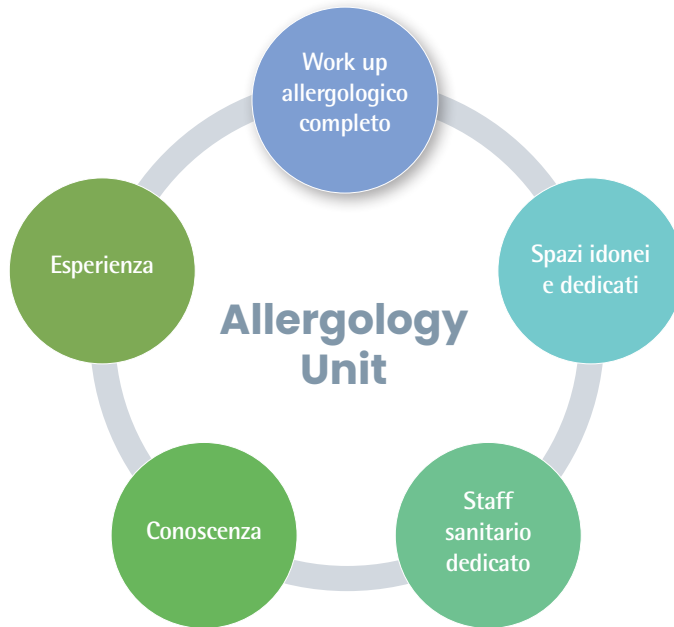 Work up
allergologico
completo
Spazi idonei
e dedicati
Esperienza
Allergology
Unit
Conoscenza
Staff
sanitario
dedicato